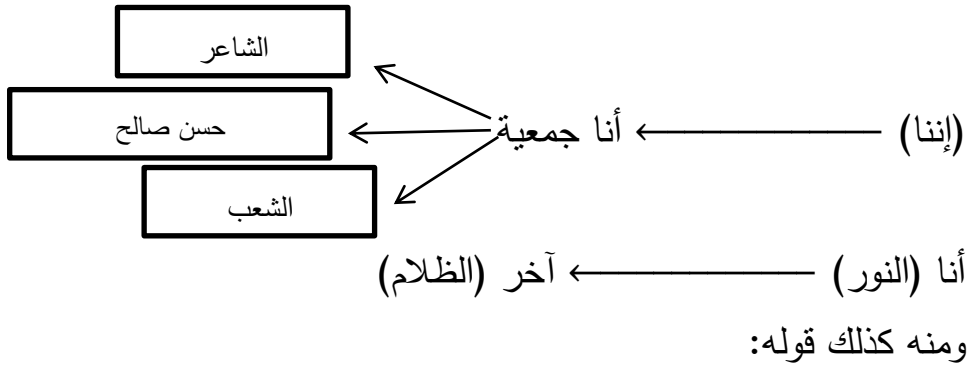 الشاعر
(إننا) ← أنا جمعية
حسن صالح
الشعب
أنا (النور) ← آخر (الظلام)
ومنه كذلك قوله: